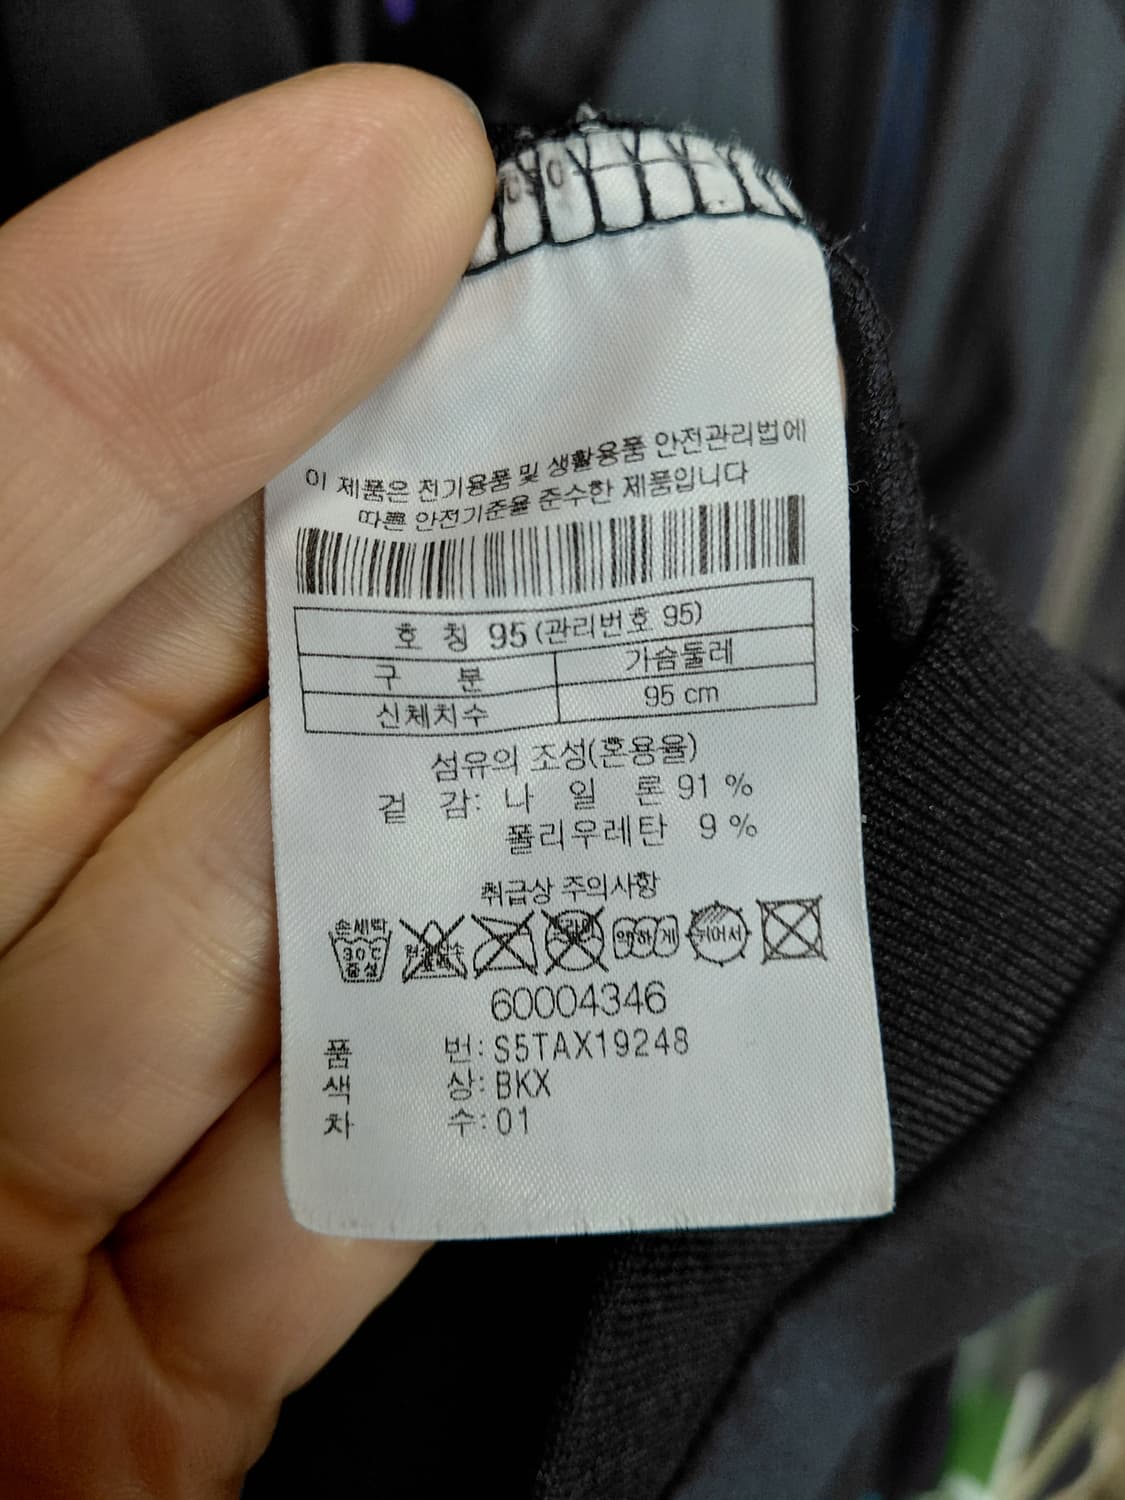 이 제품은 전기용품 및 생활용품 안전관리법에
따른 안전기준을 준수한 제품입니다
호 칭 95 (관리번호 95)
구 분 가슴둘레
신체치수 95 cm
섬유의 조성(혼용율)
겉 감: 나 일 론 91 %
폴리우레탄 9 %
취급상 주의사항
손세탁 30℃ 중성 약하게
60004346
품 번: S5TAX19248
색 상: BKX
차 수: 01